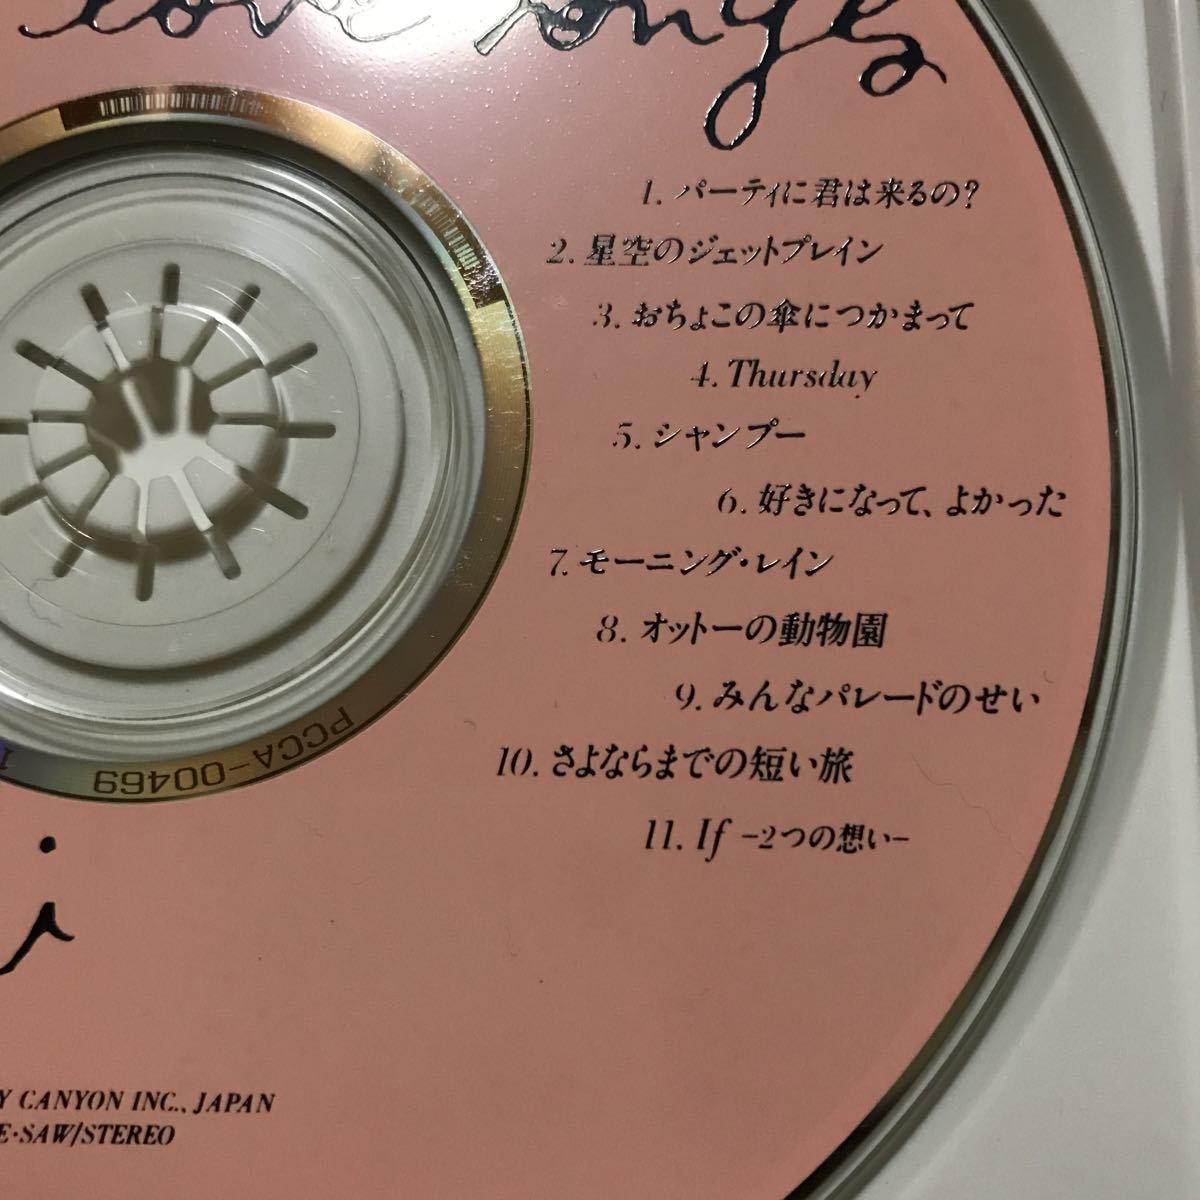 love songs
1. パーティに君は来るの?
2. 星空のジェットプレイン
3. おちょこの傘につかまって
4. Thursday
5. シャンプー
6. 好きになって、よかった
7. モーニング・レイン
8. オットーの動物園
9. みんなパレードのせい
10. さよならまでの短い旅
11. If -2つの想い-
PCCA-00469
Y CANYON INC., JAPAN
E・SAW/STEREO